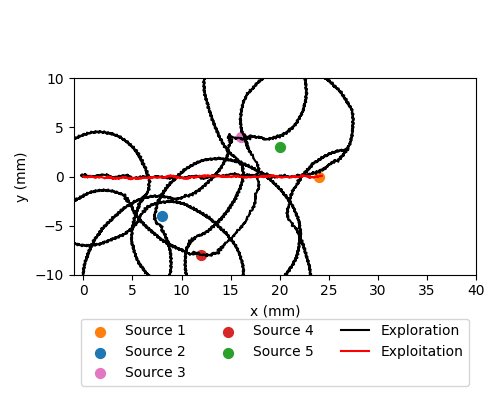 10
5
0
−5
−10
y (mm)
0 5 10 15 20 25 30 35 40
x (mm)
Source 1 Source 4 Exploration
Source 2 Source 5 Exploitation
Source 3